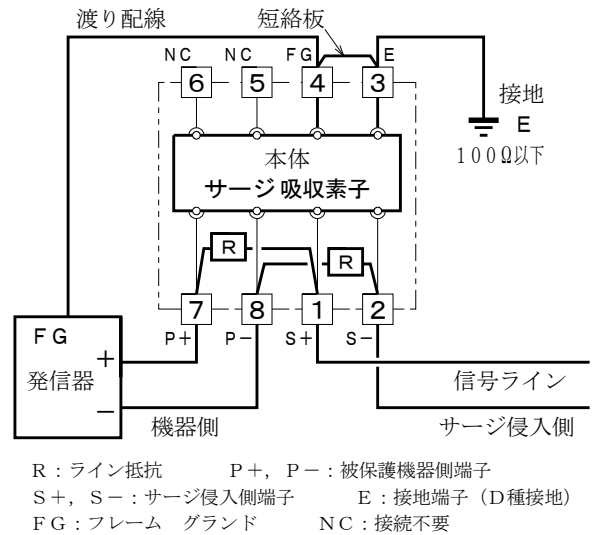 渡り配線
短絡板
NC NC FG E
6 5 4 3
接地
E
100Ω以下
本体
サージ吸収素子
R
R
7 8 1 2
P+ P− S+ S−
FG
+
発信器
−
信号ライン
機器側
サージ侵入側
R:ライン抵抗 P+,P−:被保護機器側端子
S+,S−:サージ侵入側端子 E:接地端子(D種接地)
FG:フレーム グランド NC:接続不要